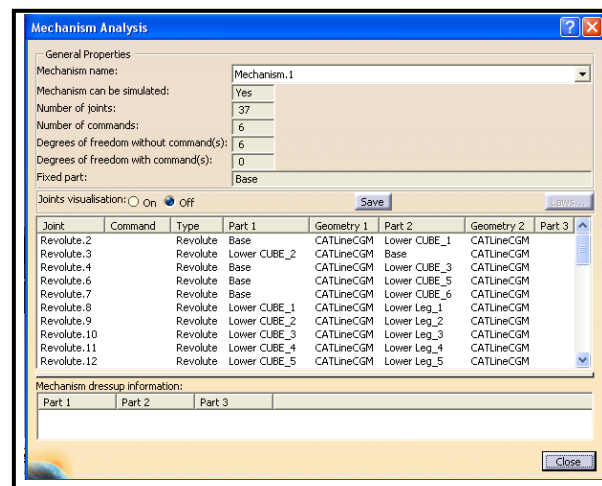 Mechanism Analysis
General Properties
Mechanism name: Mechanism.1
Mechanism can be simulated: Yes
Number of joints: 37
Number of commands: 6
Degrees of freedom without command(s): 6
Degrees of freedom with command(s): 0
Fixed part: Base
Joints visualisation: On Off Save Laws...
Joint Command Type Part 1 Geometry 1 Part 2 Geometry 2 Part 3
Revolute.2 Revolute Base CATLineCGM Lower CUBE_1 CATLineCGM
Revolute.3 Revolute Lower CUBE_2 CATLineCGM Base CATLineCGM
Revolute.4 Revolute Base CATLineCGM Lower CUBE_3 CATLineCGM
Revolute.6 Revolute Base CATLineCGM Lower CUBE_5 CATLineCGM
Revolute.7 Revolute Base CATLineCGM Lower CUBE_6 CATLineCGM
Revolute.8 Revolute Lower CUBE_1 CATLineCGM Lower Leg_1 CATLineCGM
Revolute.9 Revolute Lower CUBE_2 CATLineCGM Lower Leg_2 CATLineCGM
Revolute.10 Revolute Lower CUBE_3 CATLineCGM Lower Leg_3 CATLineCGM
Revolute.11 Revolute Lower CUBE_4 CATLineCGM Lower Leg_4 CATLineCGM
Revolute.12 Revolute Lower CUBE_5 CATLineCGM Lower Leg_5 CATLineCGM
Mechanism dressup information:
Part 1 Part 2 Part 3
Close